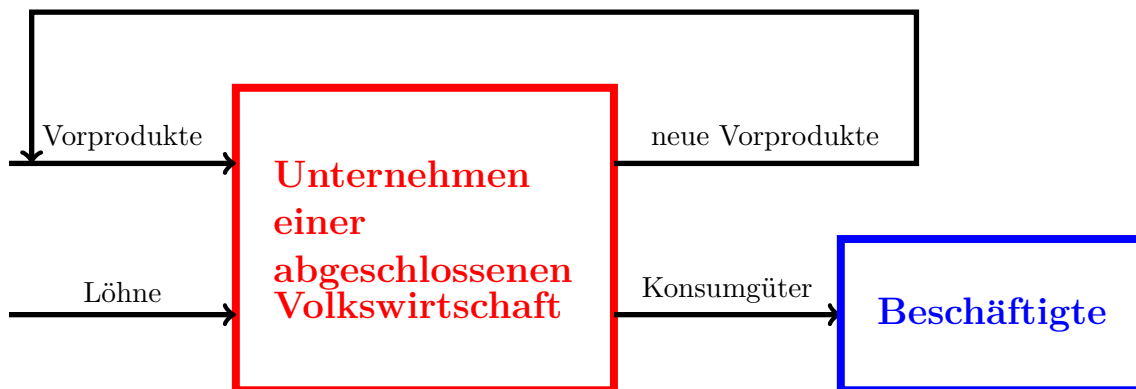 Vorprodukte
neue Vorprodukte
Unternehmen
einer
abgeschlossenen
Volkswirtschaft
Löhne
Konsumgüter
Beschäftigte